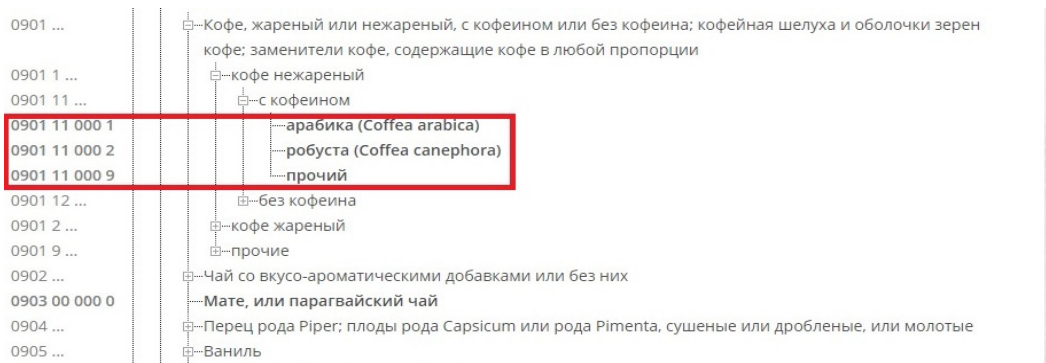 0901 ... Кофе, жареный или нежареный, с кофеином или без кофеина; кофейная шелуха и оболочки зерен
кофе; заменители кофе, содержащие кофе в любой пропорции
0901 1 ... кофе нежареный
0901 11 ... с кофеином
0901 11 000 1 арабика (Coffea arabica)
0901 11 000 2 робуста (Coffea canephora)
0901 11 000 9 прочий
0901 12 ... без кофеина
0901 2 ... кофе жареный
0901 9 ... прочие
0902 ... Чай со вкусо-ароматическими добавками или без них
0903 00 000 0 Мате, или парагвайский чай
0904 ... Перец рода Piper; плоды рода Capsicum или рода Pimenta, сушеные или дробленые, или молотые
0905 ... Ваниль